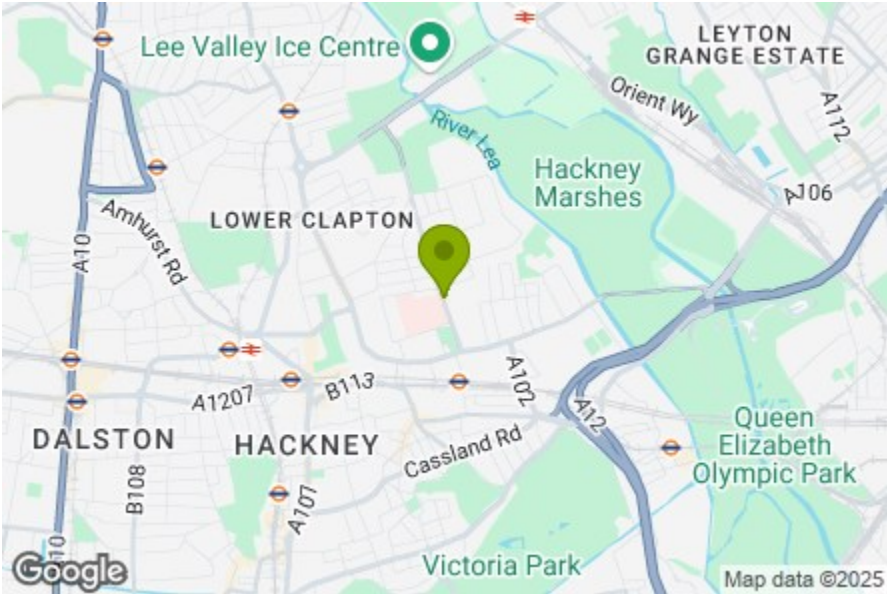 Lee Valley Ice Centre
LEYTON
GRANGE ESTATE
Orient Wy
A112
River Lea
Hackney
Marshes
A106
LOWER CLAPTON
Amhurst Rd
A10
A1207
B113
A102
A12
DALSTON
HACKNEY
Cassland Rd
Queen
Elizabeth
Olympic Park
B108
A107
10
Victoria Park
Google
Map data ©2025